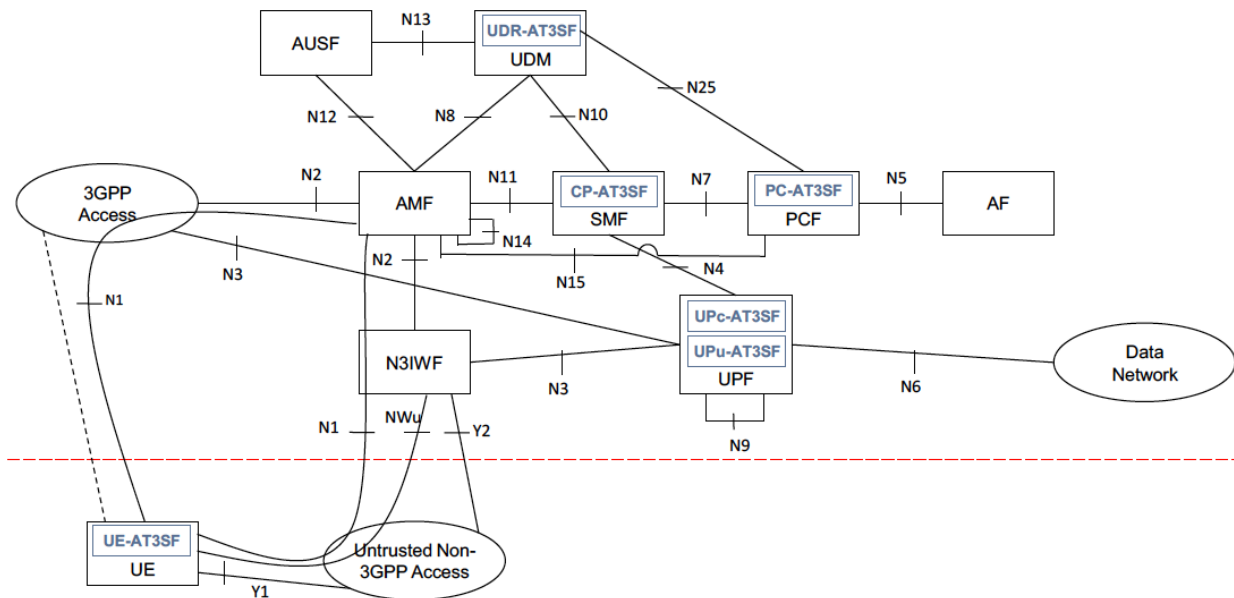 N13
UDR-AT3SF
AUSF
UDM
N25
N12
N8
N10
N2
N11
N7
N5
3GPP
Access
AMF
CP-AT3SF
SMF
PC-AT3SF
PCF
AF
N14
N2
N3
N15
N4
N1
UPc-AT3SF
UPu-AT3SF
UPF
N3IWF
N3
N6
Data
Network
N1
NWu
Y2
N9
UE-AT3SF
UE
Untrusted Non-
3GPP Access
Y1